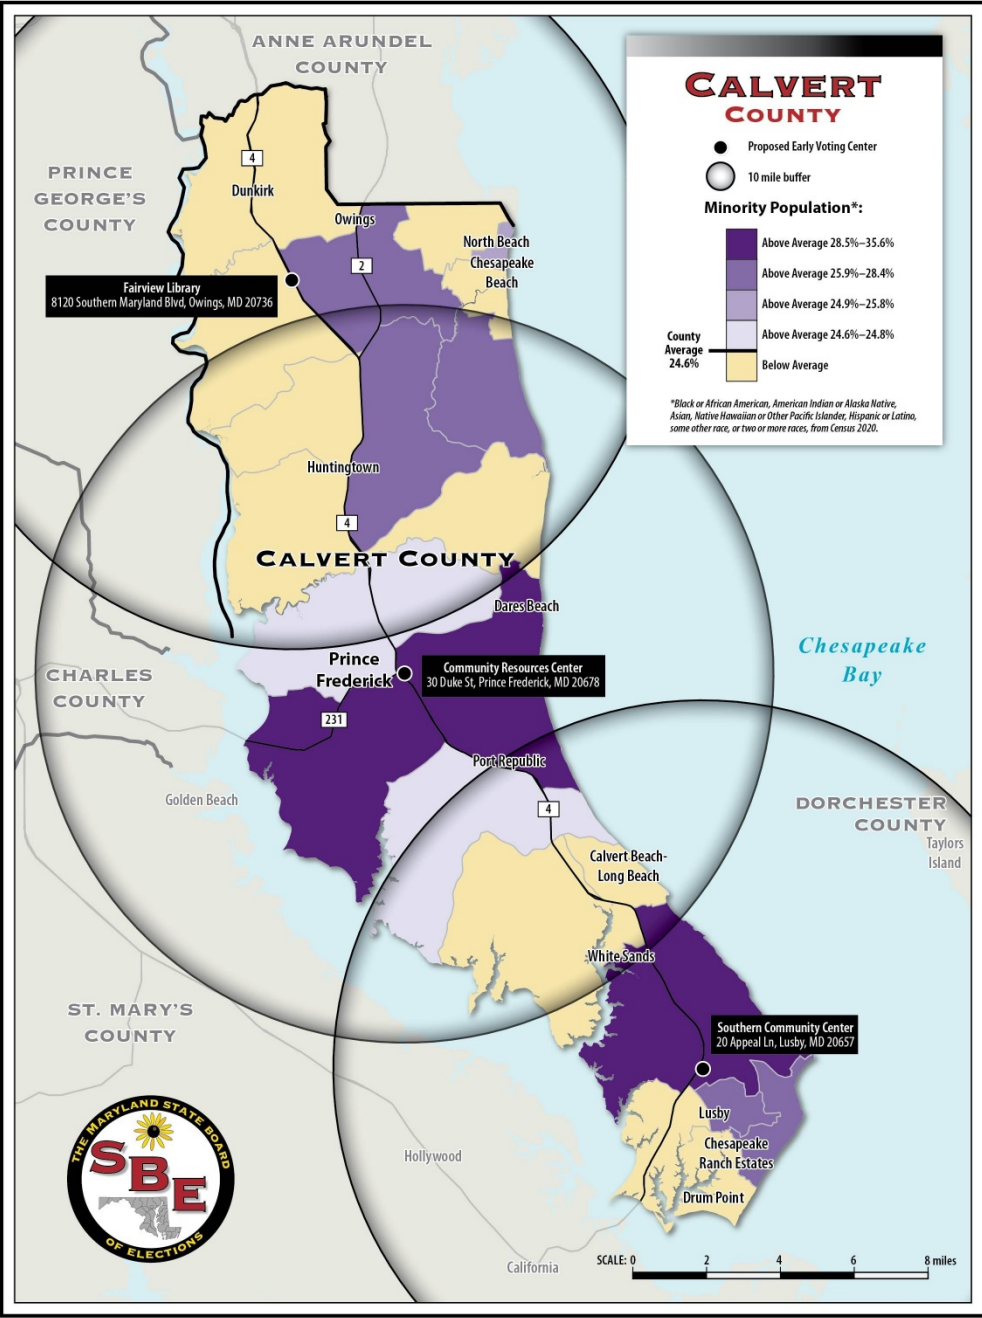 ANNE ARUNDEL
COUNTY
PRINCE
GEORGE'S
COUNTY
CALVERT
COUNTY
Proposed Early Voting Center
10 mile buffer
Minority Population*:
Above Average 28.5%–35.6%
Above Average 25.9%–28.4%
Above Average 24.9%–25.8%
Above Average 24.6%–24.8%
County
Average
24.6%
Below Average
*Black or African American, American Indian or Alaska Native,
Asian, Native Hawaiian or Other Pacific Islander, Hispanic or Latino,
some other race, or two or more races, from Census 2020.
4
Dunkirk
Owings
North Beach
Chesapeake
Beach
2
Fairview Library
8120 Southern Maryland Blvd, Owings, MD 20736
Huntingtown
4
CALVERT COUNTY
Dares Beach
Prince
Frederick
Community Resources Center
30 Duke St, Prince Frederick, MD 20678
Chesapeake
Bay
CHARLES
COUNTY
231
Port Republic
Golden Beach
4
DORCHESTER
COUNTY
Taylors
Island
Calvert Beach-
Long Beach
White Sands
ST. MARY'S
COUNTY
Southern Community Center
20 Appeal Ln, Lusby, MD 20657
Lusby
Chesapeake
Ranch Estates
Drum Point
Hollywood
California
THE MARYLAND STATE BOARD
SBE
OF ELECTIONS
SCALE: 0 2 4 6 8 miles